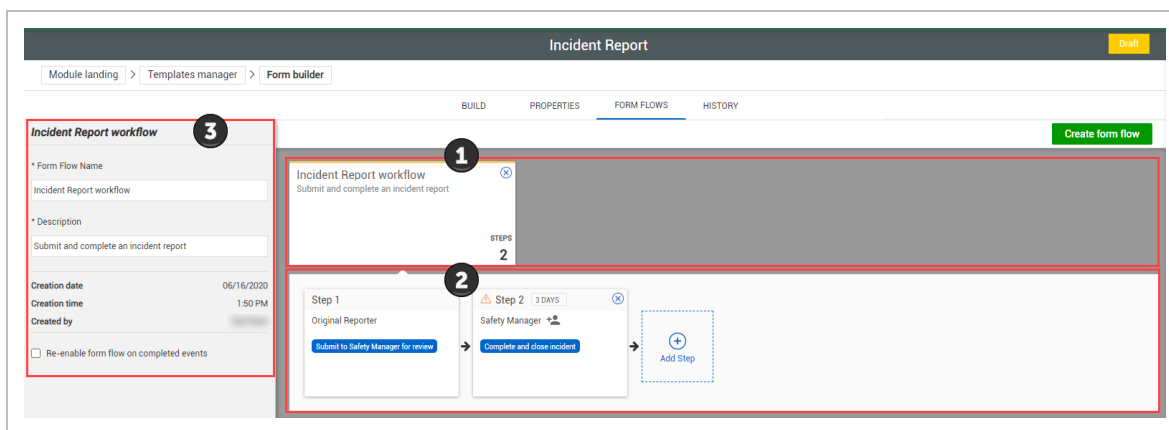 Incident Report
Draft
Module landing > Templates manager > Form builder
BUILD PROPERTIES FORM FLOWS HISTORY
Create form flow
Incident Report workflow
3
* Form Flow Name
Incident Report workflow
* Description
Submit and complete an incident report
Creation date 06/16/2020
Creation time 1:50 PM
Created by
Re-enable form flow on completed events
1
Incident Report workflow
Submit and complete an incident report
STEPS
2
2
Step 1
Original Reporter
Submit to Safety Manager for review
Step 2 3 DAYS
Safety Manager
Complete and close incident
Add Step